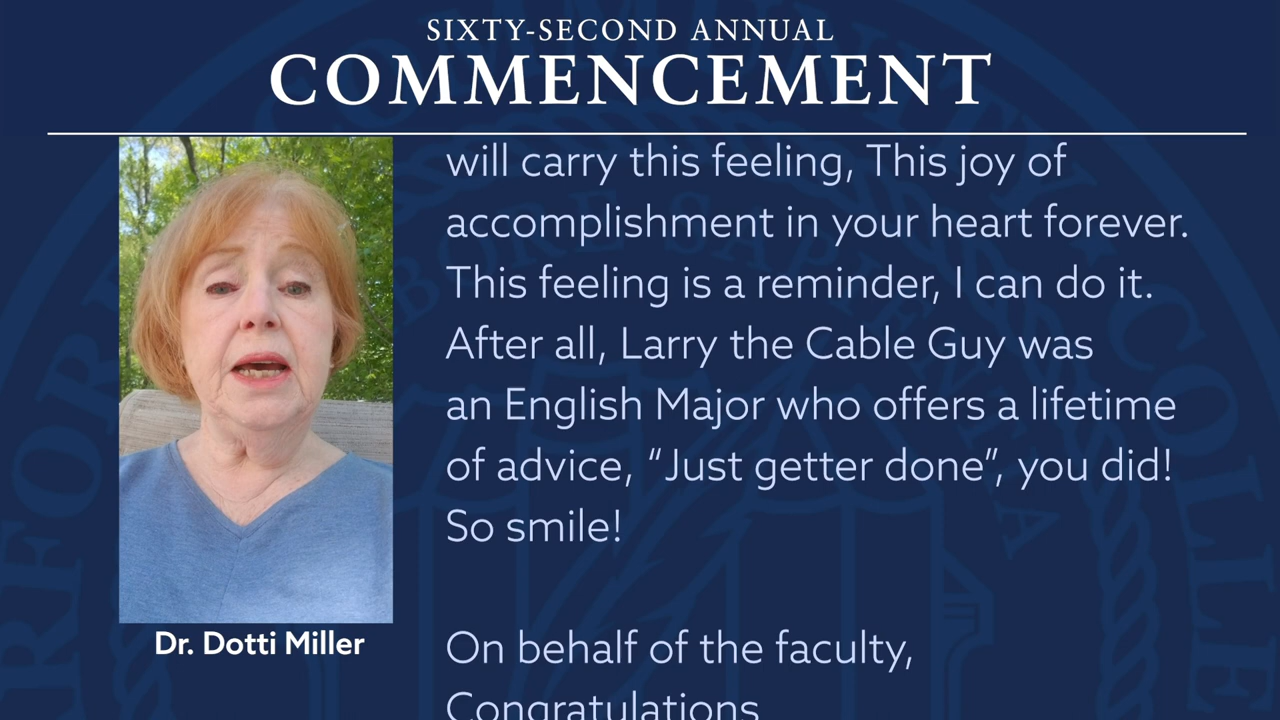 SIXTY-SECOND ANNUAL
COMMENCEMENT
will carry this feeling, This joy of
accomplishment in your heart forever.
This feeling is a reminder, I can do it.
After all, Larry the Cable Guy was
an English Major who offers a lifetime
of advice, “Just getter done”, you did!
So smile!
On behalf of the faculty,
Congratulations
Dr. Dotti Miller